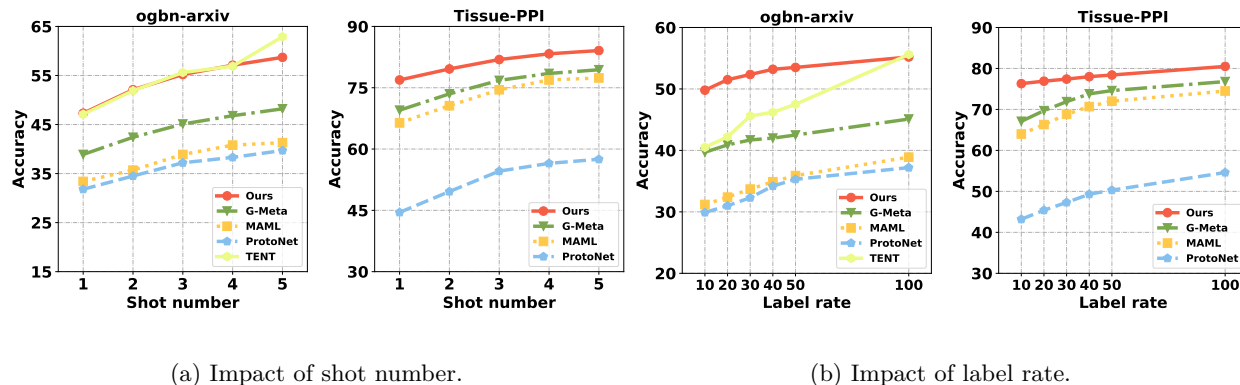 ogbn-arxiv
65
55
45
35
25
15
Accuracy
1 2 3 4 5
Shot number
Ours
G-Meta
MAML
ProtoNet
TENT
Tissue-PPI
90
75
60
45
30
Accuracy
1 2 3 4 5
Shot number
Ours
G-Meta
MAML
ProtoNet
(a) Impact of shot number.
ogbn-arxiv
60
50
40
30
20
Accuracy
10 20 30 40 50 100
Label rate
Ours
G-Meta
MAML
ProtoNet
TENT
Tissue-PPI
90
80
70
60
50
40
30
Accuracy
10 20 30 40 50 100
Label rate
Ours
G-Meta
MAML
ProtoNet
(b) Impact of label rate.